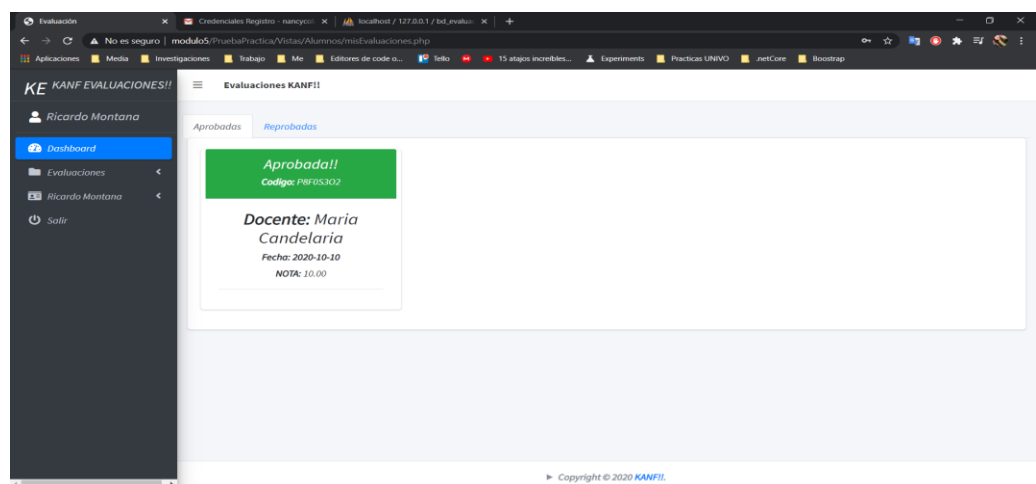 Evaluación
Credenciales Registro - nancycol
localhost / 127.0.0.1 / bd_evaluac
No es seguro | modulo5/PruebaPractica/Vistas/Alumnos/misEvaluaciones.php
Aplicaciones Media Investigaciones Trabajo Me Editores de code o... Tello 15 atajos increíbles... Experiments Practicas UNIVO .netCore Boostrap
KE KANF EVALUACIONES!!
Evaluaciones KANF!!
Ricardo Montana
Dashboard
Evaluaciones
Ricardo Montana
Salir
Aprobadas Reprobadas
Aprobada!!
Codigo: P8F0S3O2
Docente: Maria
Candelaria
Fecha: 2020-10-10
NOTA: 10.00
Copyright © 2020 KANF!!.